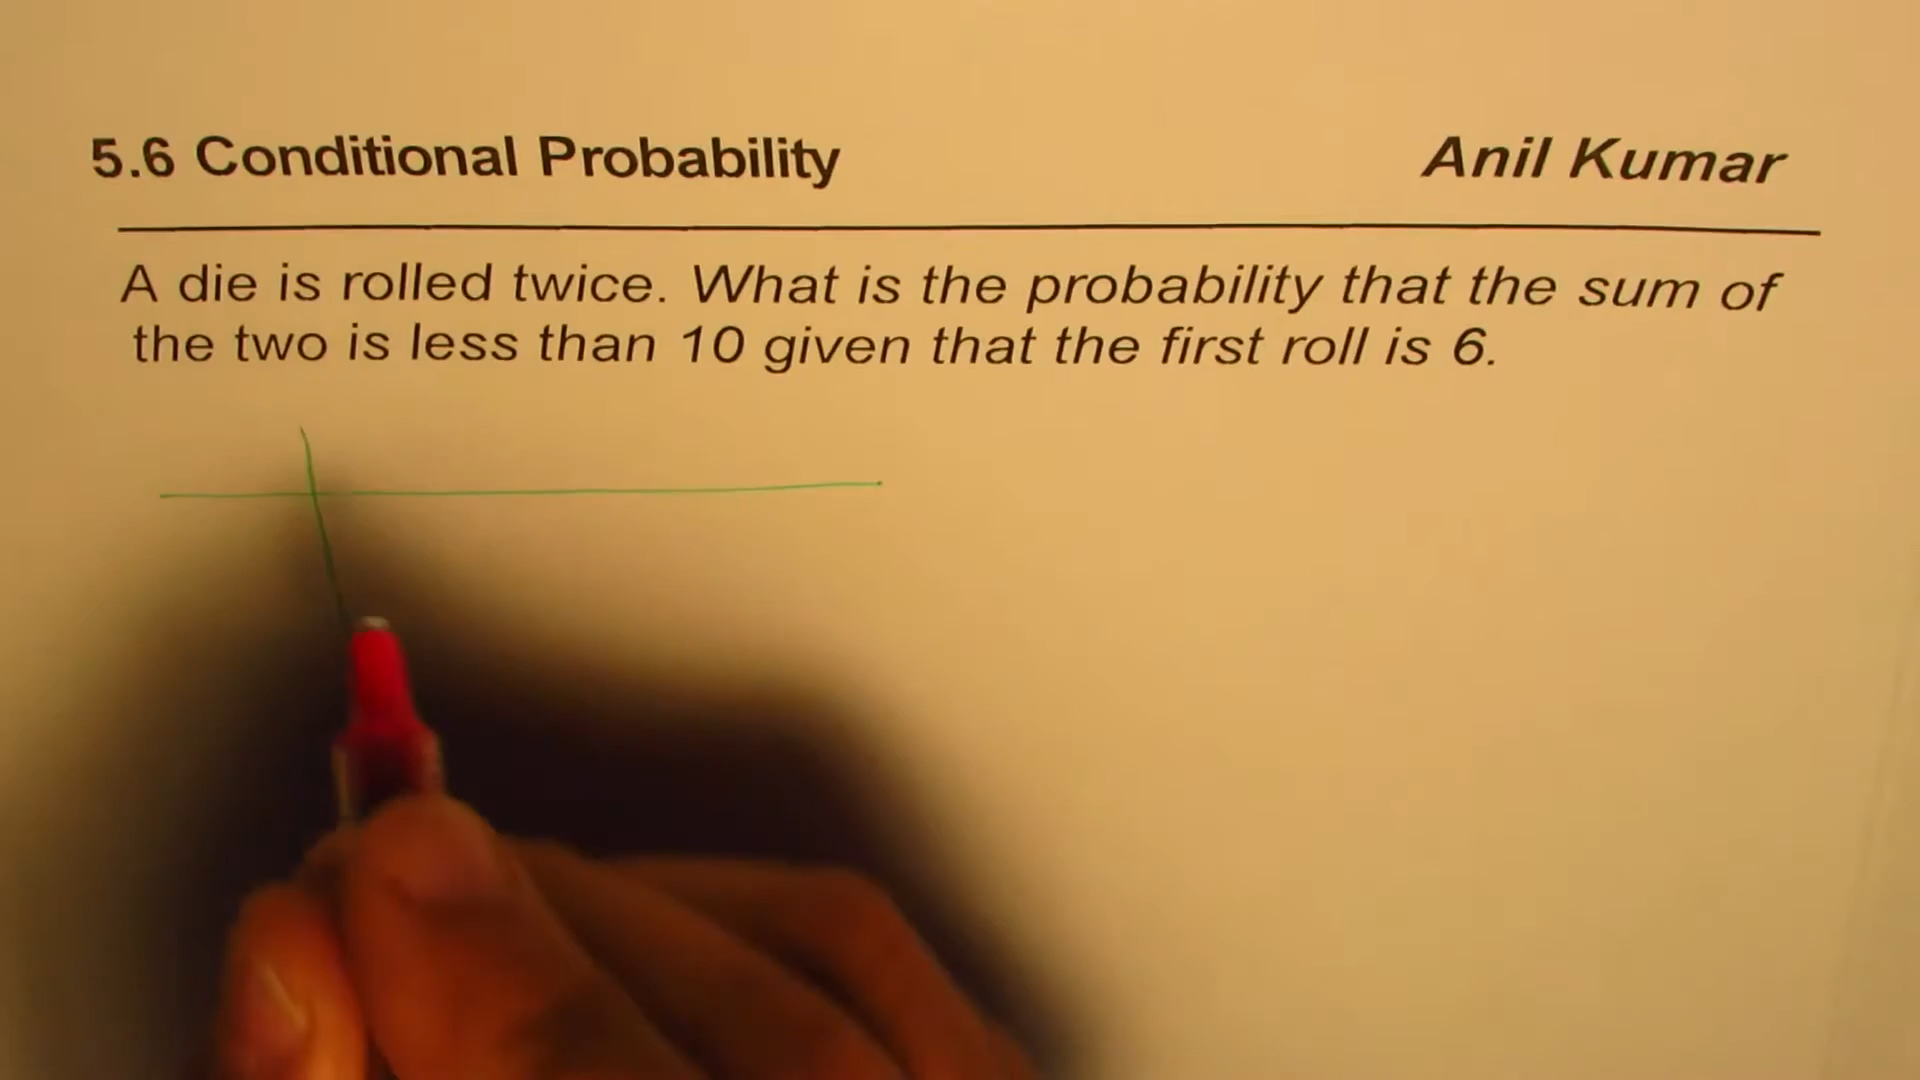 5.6 Conditional Probability Anil Kumar
A die is rolled twice. What is the probability that the sum of
the two is less than 10 given that the first roll is 6.